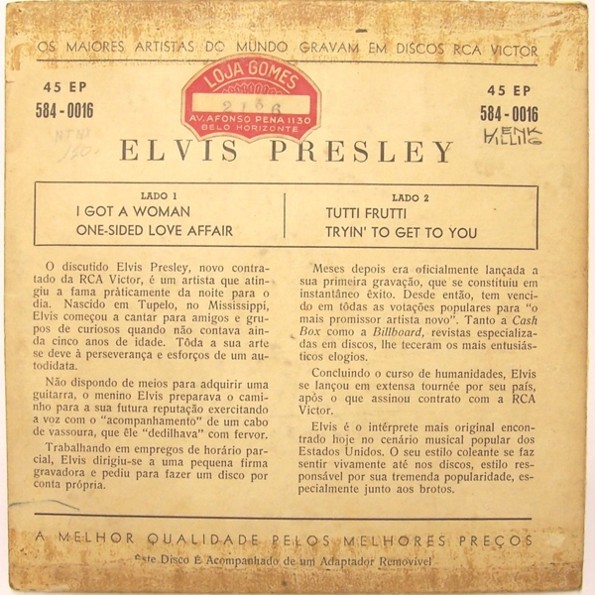 OS MAIORES ARTISTAS DO MUNDO GRAVAM EM DISCOS RCA VICTOR
45 EP
584-0016
LOJA GOMES
2156
AV. AFONSO PENA 1130
BELO HORIZONTE
45 EP
584-0016
HENK
ELVIS PRESLEY
LADO 1
I GOT A WOMAN
ONE-SIDED LOVE AFFAIR
LADO 2
TUTTI FRUTTI
TRYIN' TO GET TO YOU
O discutido Elvis Presley, novo contra-
tado da RCA Victor, é um artista que atin-
giu a fama pràticamente da noite para o
dia. Nascido em Tupelo, no Mississippi,
Elvis começou a cantar para amigos e gru-
pos de curiosos quando não contava ain-
da cinco anos de idade. Tôda a sua arte
se deve à perseverança e esforços de um au-
todidata.
Não dispondo de meios para adquirir uma
guitarra, o menino Elvis preparava o cami-
nho para a sua futura reputação exercitando
a voz com o "acompanhamento" de um cabo
de vassoura, que êle "dedilhava" com fervor.
Trabalhando em empregos de horário par-
cial, Elvis dirigiu-se a uma pequena firma
gravadora e pediu para fazer um disco por
conta própria.
Meses depois era oficialmente lançada a
sua primeira gravação, que se constituiu em
instantâneo êxito. Desde então, tem venci-
do em tôdas as votações populares para "o
mais promissor artista novo". Tanto a Cash
Box como a Billboard, revistas especializa-
das em discos, lhe teceram os mais entusiás-
ticos elogios.
Concluindo o curso de humanidades, Elvis
se lançou em extensa tournée por seu país,
após o que assinou contrato com a RCA
Victor.
Elvis é o intérprete mais original encon-
trado hoje no cenário musical popular dos
Estados Unidos. O seu estilo coleante se faz
sentir vivamente até nos discos, estilo res-
ponsável por sua tremenda popularidade, es-
pecialmente junto aos brotos.
A MELHOR QUALIDADE PELOS MELHORES PREÇOS
Este Disco É Acompanhado de um Adaptador Removível